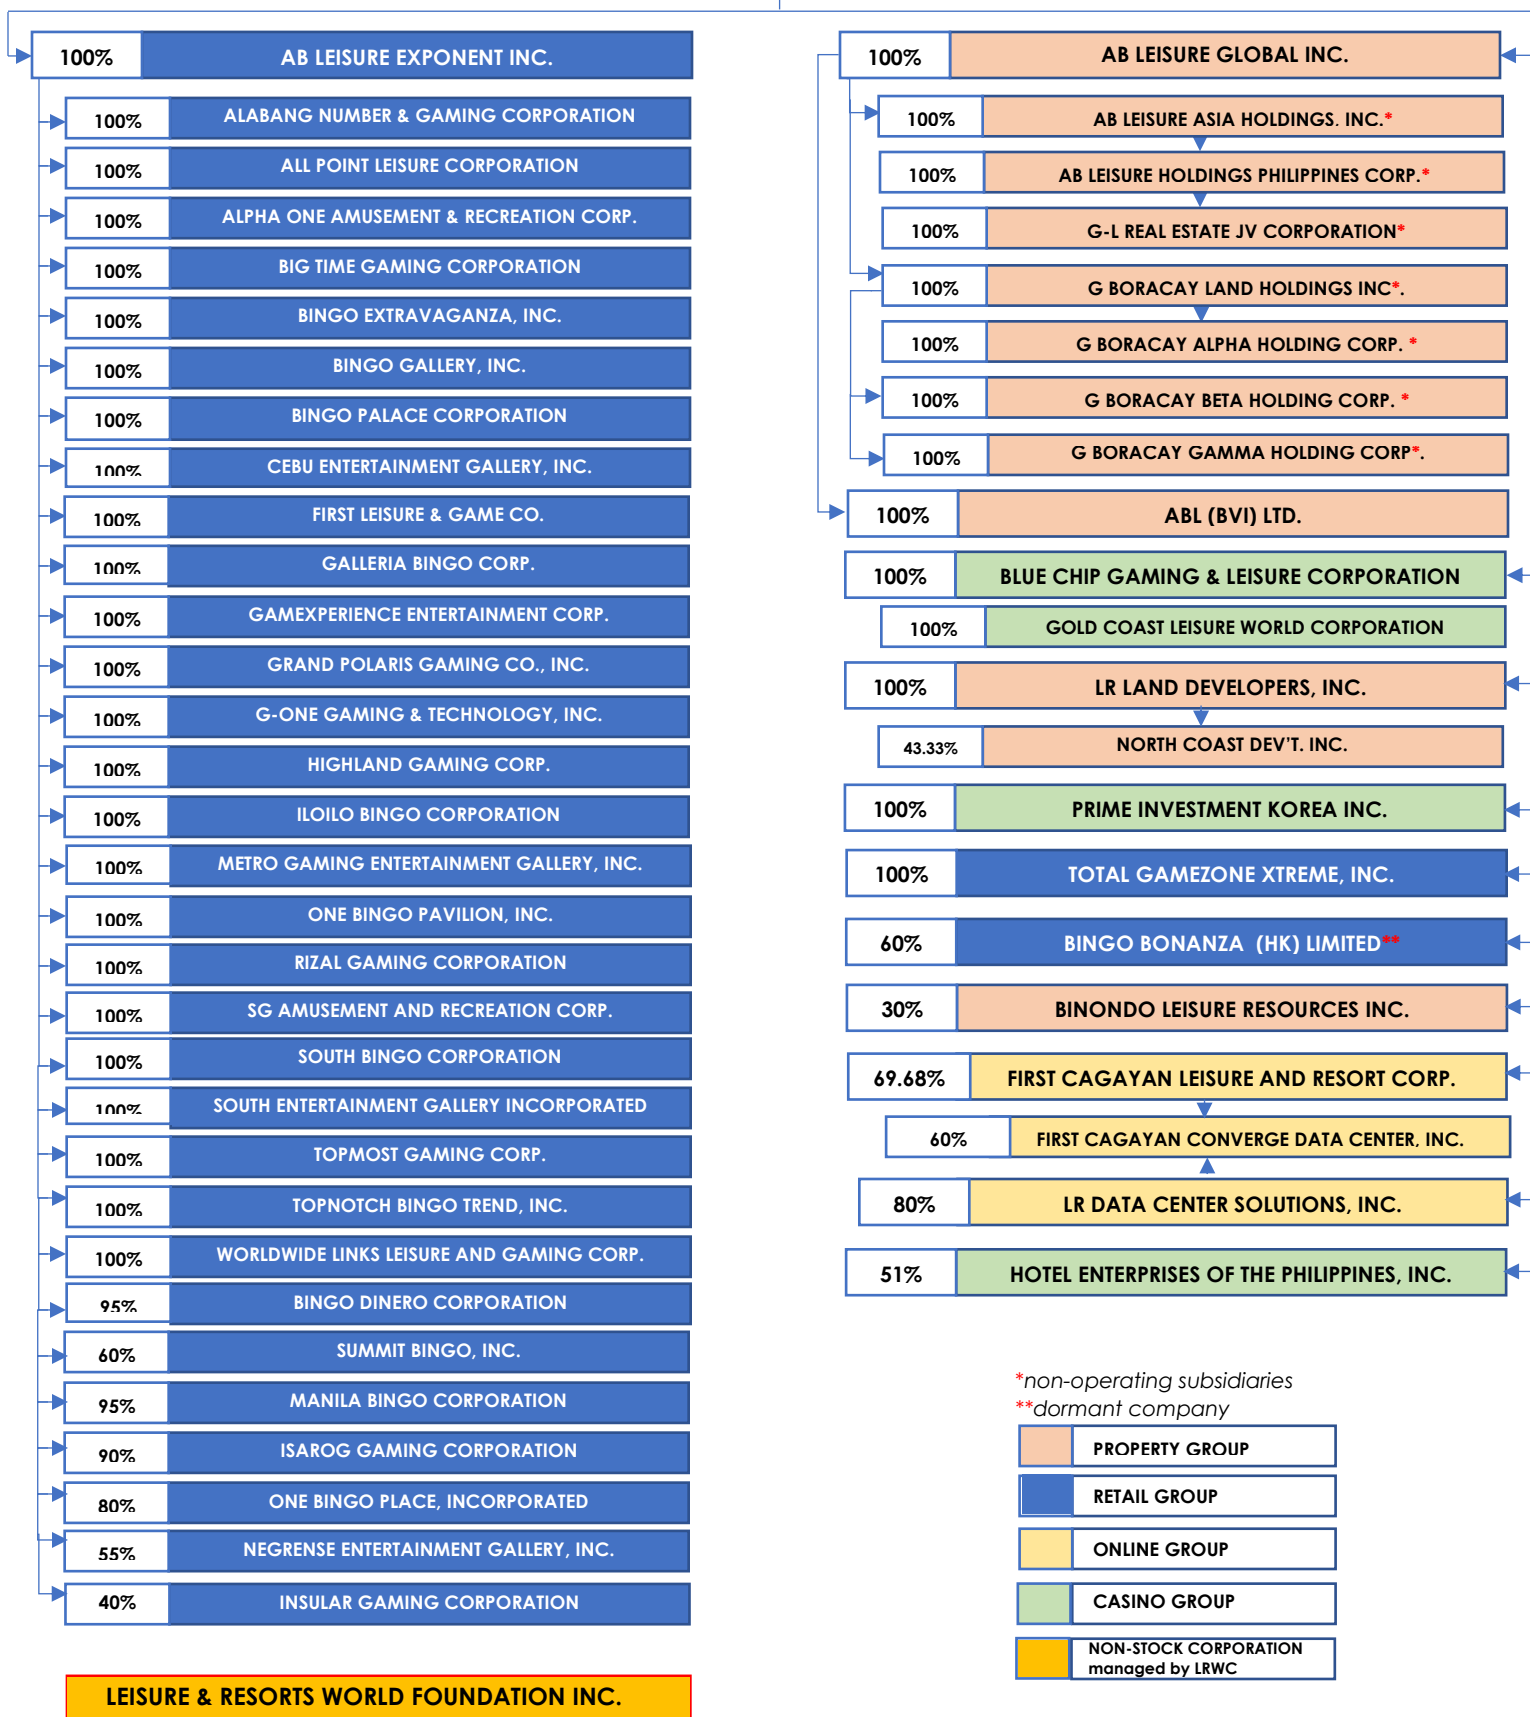 100% AB LEISURE EXPONENT INC.
100% ALABANG NUMBER & GAMING CORPORATION
100% ALL POINT LEISURE CORPORATION
100% ALPHA ONE AMUSEMENT & RECREATION CORP.
100% BIG TIME GAMING CORPORATION
100% BINGO EXTRAVAGANZA, INC.
100% BINGO GALLERY, INC.
100% BINGO PALACE CORPORATION
100% CEBU ENTERTAINMENT GALLERY, INC.
100% FIRST LEISURE & GAME CO.
100% GALLERIA BINGO CORP.
100% GAMEXPERIENCE ENTERTAINMENT CORP.
100% GRAND POLARIS GAMING CO., INC.
100% G-ONE GAMING & TECHNOLOGY, INC.
100% HIGHLAND GAMING CORP.
100% ILOILO BINGO CORPORATION
100% METRO GAMING ENTERTAINMENT GALLERY, INC.
100% ONE BINGO PAVILION, INC.
100% RIZAL GAMING CORPORATION
100% SG AMUSEMENT AND RECREATION CORP.
100% SOUTH BINGO CORPORATION
100% SOUTH ENTERTAINMENT GALLERY INCORPORATED
100% TOPMOST GAMING CORP.
100% TOPNOTCH BINGO TREND, INC.
100% WORLDWIDE LINKS LEISURE AND GAMING CORP.
95% BINGO DINERO CORPORATION
60% SUMMIT BINGO, INC.
95% MANILA BINGO CORPORATION
90% ISAROG GAMING CORPORATION
80% ONE BINGO PLACE, INCORPORATED
55% NEGRENSE ENTERTAINMENT GALLERY, INC.
40% INSULAR GAMING CORPORATION
LEISURE & RESORTS WORLD FOUNDATION INC.
100% AB LEISURE GLOBAL INC.
100% AB LEISURE ASIA HOLDINGS. INC.*
100% AB LEISURE HOLDINGS PHILIPPINES CORP.*
100% G-L REAL ESTATE JV CORPORATION*
100% G BORACAY LAND HOLDINGS INC*.
100% G BORACAY ALPHA HOLDING CORP. *
100% G BORACAY BETA HOLDING CORP. *
100% G BORACAY GAMMA HOLDING CORP*.
100% ABL (BVI) LTD.
100% BLUE CHIP GAMING & LEISURE CORPORATION
100% GOLD COAST LEISURE WORLD CORPORATION
100% LR LAND DEVELOPERS, INC.
43.33% NORTH COAST DEV'T. INC.
100% PRIME INVESTMENT KOREA INC.
100% TOTAL GAMEZONE XTREME, INC.
60% BINGO BONANZA (HK) LIMITED**
30% BINONDO LEISURE RESOURCES INC.
69.68% FIRST CAGAYAN LEISURE AND RESORT CORP.
60% FIRST CAGAYAN CONVERGE DATA CENTER, INC.
80% LR DATA CENTER SOLUTIONS, INC.
51% HOTEL ENTERPRISES OF THE PHILIPPINES, INC.
*non-operating subsidiaries
**dormant company
PROPERTY GROUP
RETAIL GROUP
ONLINE GROUP
CASINO GROUP
NON-STOCK CORPORATION
managed by LRWC